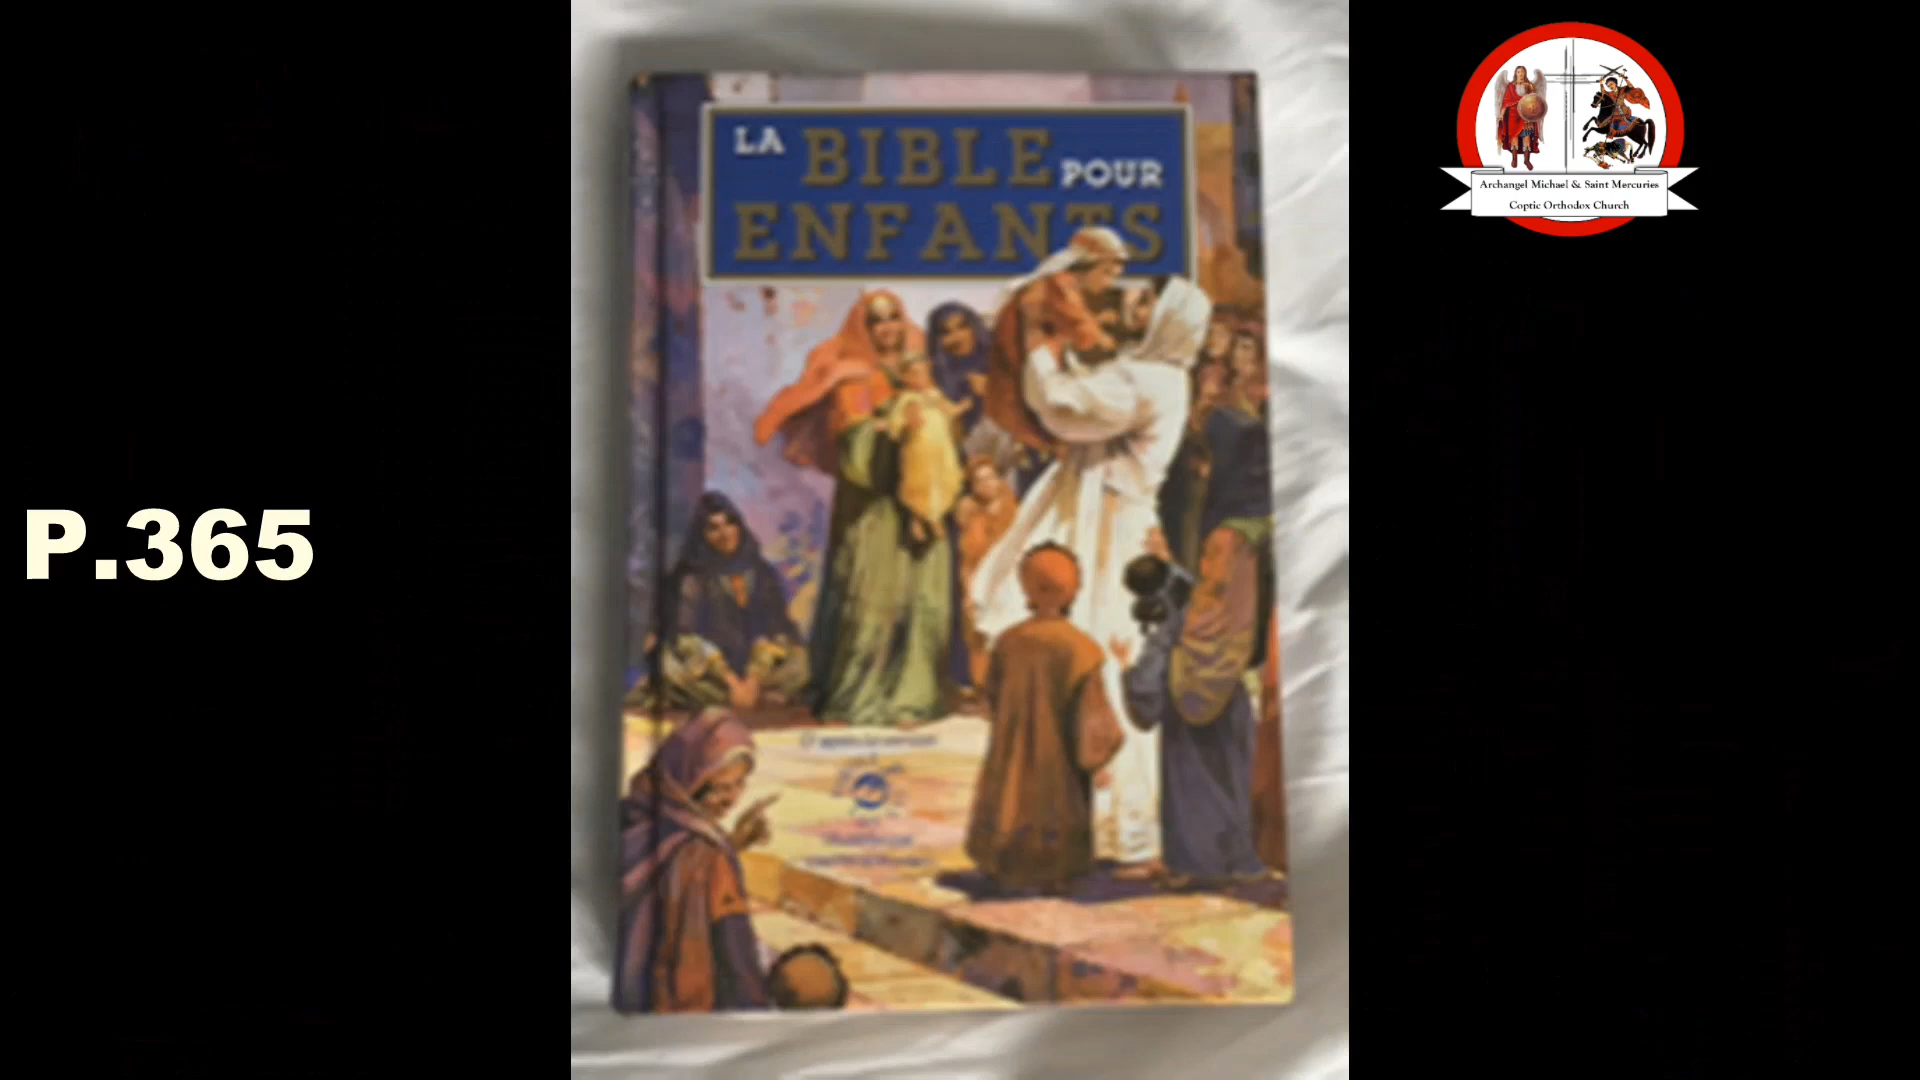 P.365
LA BIBLE POUR
ENFANTS
Archangel Michael & Saint Mercuries
Coptic Orthodox Church